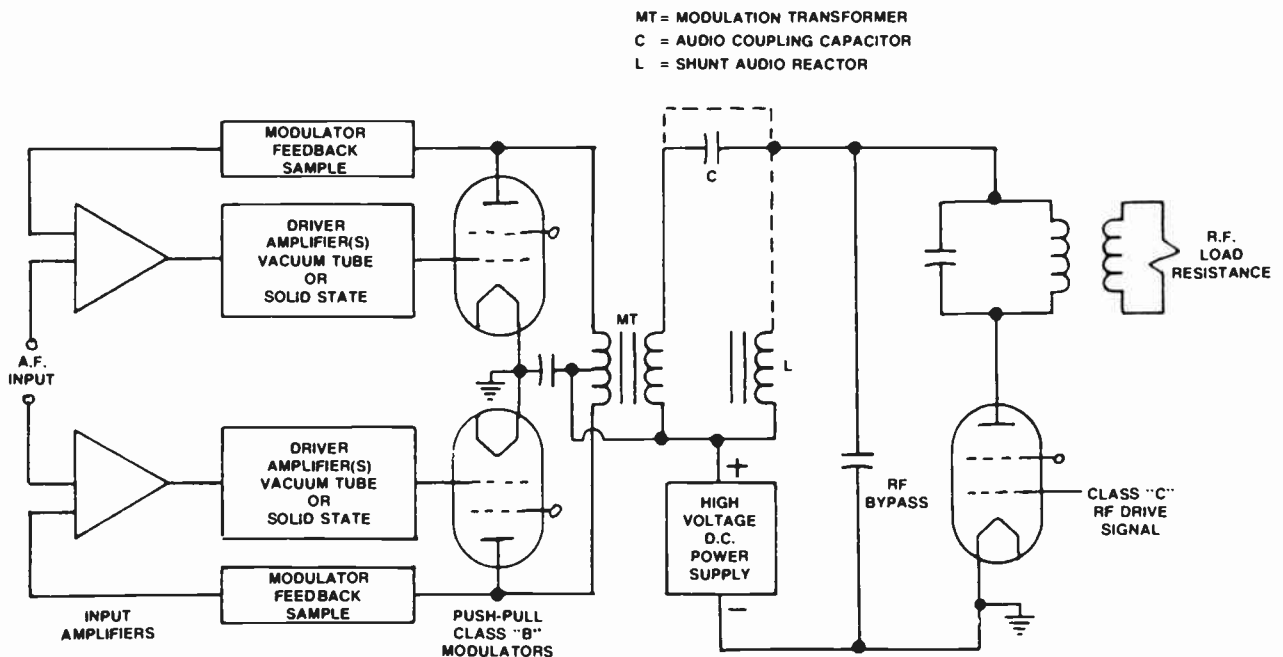 MT = MODULATION TRANSFORMER
C = AUDIO COUPLING CAPACITOR
L = SHUNT AUDIO REACTOR
MODULATOR
FEEDBACK
SAMPLE
C
DRIVER
AMPLIFIER(S)
VACUUM TUBE
OR
SOLID STATE
R.F.
LOAD
RESISTANCE
MT
A.F.
INPUT
L
DRIVER
AMPLIFIER(S)
VACUUM TUBE
OR
SOLID STATE
+
HIGH
VOLTAGE
D.C.
POWER
SUPPLY
−
RF
BYPASS
CLASS "C"
RF DRIVE
SIGNAL
MODULATOR
FEEDBACK
SAMPLE
INPUT
AMPLIFIERS
PUSH-PULL
CLASS "B"
MODULATORS